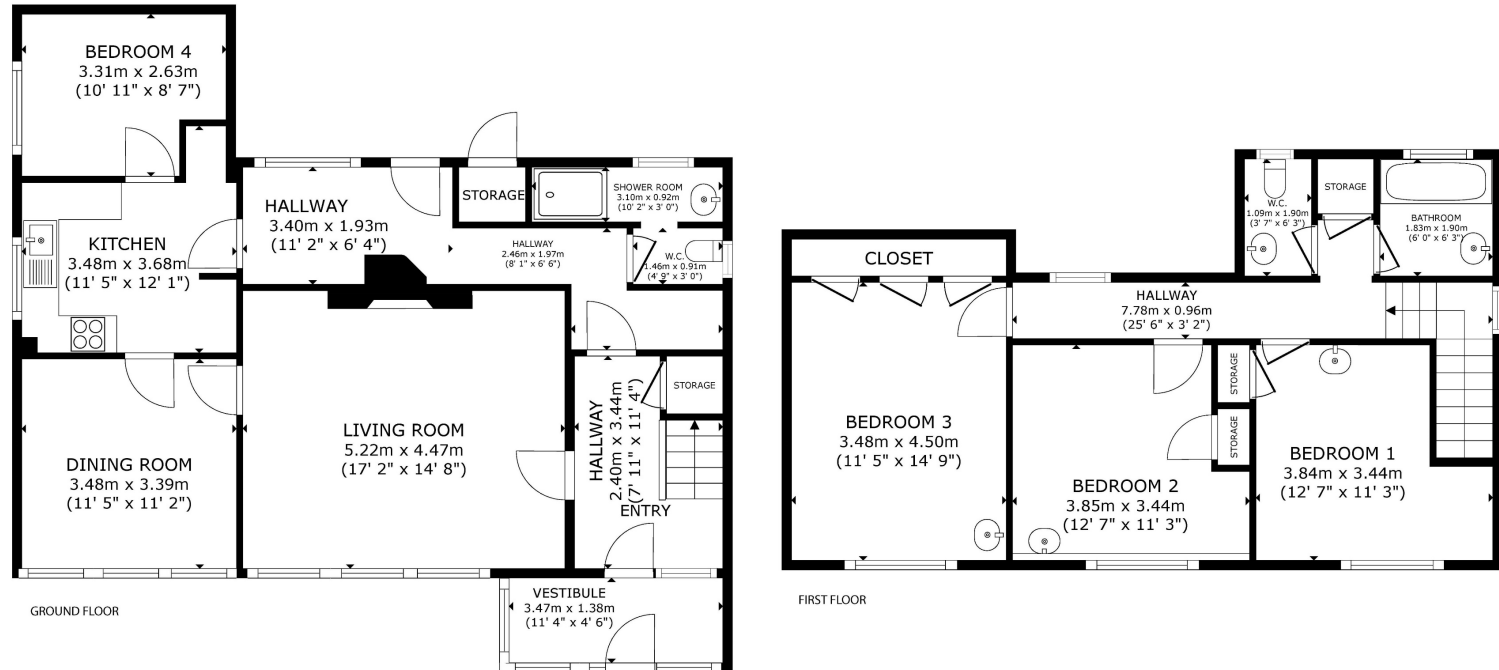 BEDROOM 4
3.31m x 2.63m
(10' 11" x 8' 7")
HALLWAY
3.40m x 1.93m
(11' 2" x 6' 4")
STORAGE
SHOWER ROOM
3.10m x 0.92m
(10' 2" x 3' 0")
KITCHEN
3.48m x 3.68m
(11' 5" x 12' 1")
HALLWAY
2.46m x 1.97m
(8' 1" x 6' 6")
W.C.
1.46m x 0.91m
(4' 9" x 3' 0")
STORAGE
LIVING ROOM
5.22m x 4.47m
(17' 2" x 14' 8")
HALLWAY
2.40m x 3.44m
(7' 11" x 11' 4")
DINING ROOM
3.48m x 3.39m
(11' 5" x 11' 2")
ENTRY
VESTIBULE
3.47m x 1.38m
(11' 4" x 4' 6")
GROUND FLOOR
W.C.
1.09m x 1.90m
(3' 7" x 6' 3")
STORAGE
BATHROOM
1.83m x 1.90m
(6' 0" x 6' 3")
CLOSET
HALLWAY
7.78m x 0.96m
(25' 6" x 3' 2")
STORAGE
STORAGE
BEDROOM 3
3.48m x 4.50m
(11' 5" x 14' 9")
BEDROOM 2
3.85m x 3.44m
(12' 7" x 11' 3")
BEDROOM 1
3.84m x 3.44m
(12' 7" x 11' 3")
FIRST FLOOR